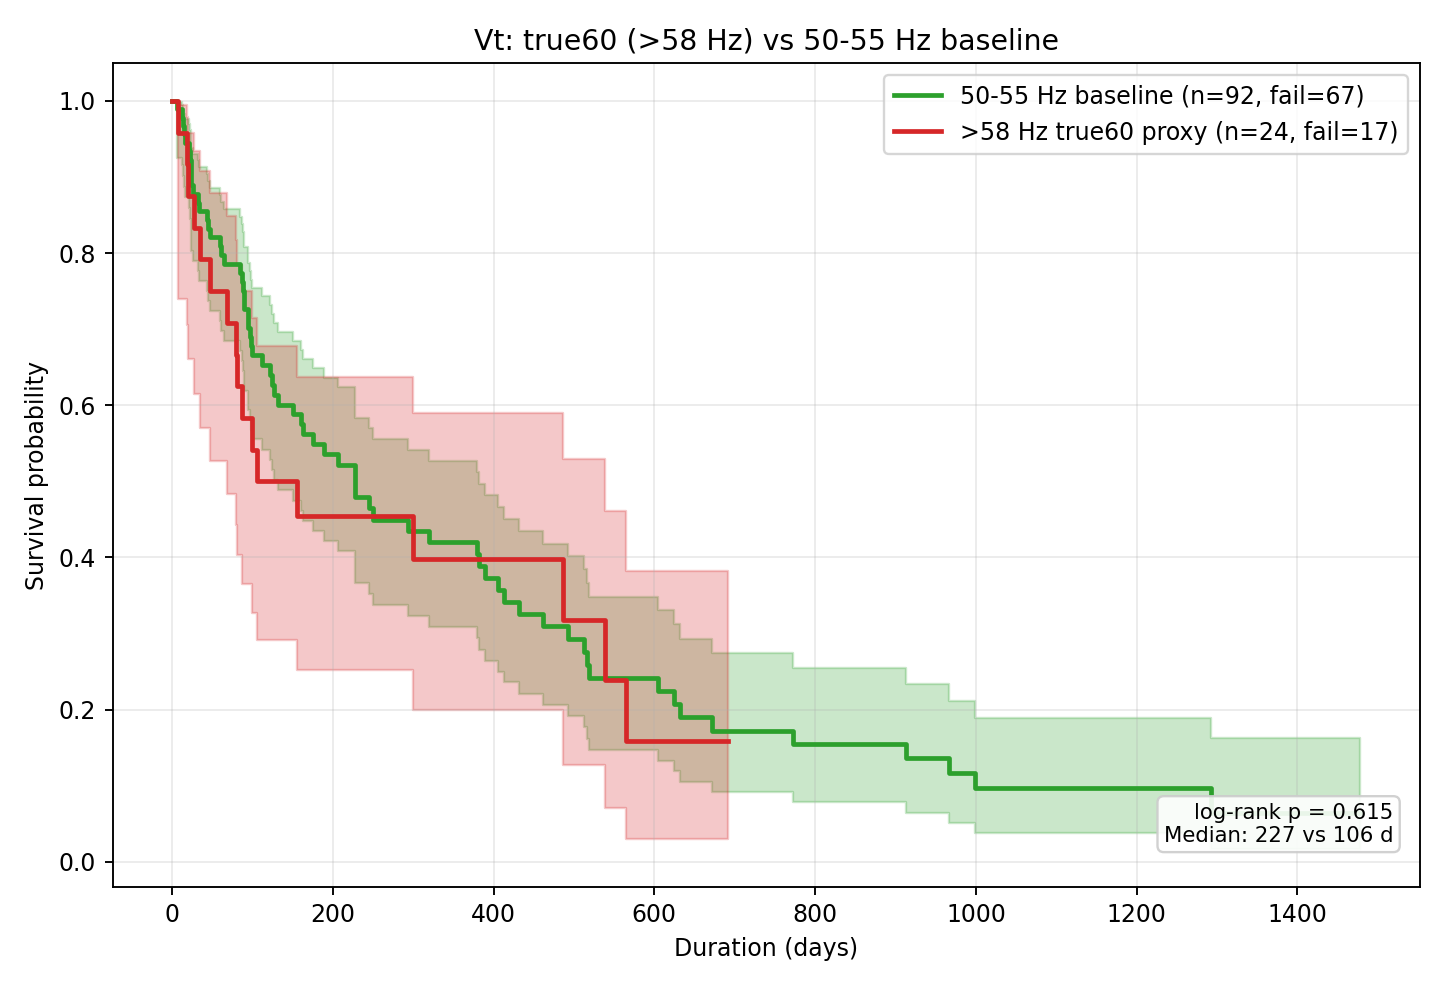 Vt: true60 (>58 Hz) vs 50-55 Hz baseline
50-55 Hz baseline (n=92, fail=67)
>58 Hz true60 proxy (n=24, fail=17)
Survival probability
1.0
0.8
0.6
0.4
0.2
0.0
log-rank p = 0.615
Median: 227 vs 106 d
0 200 400 600 800 1000 1200 1400
Duration (days)